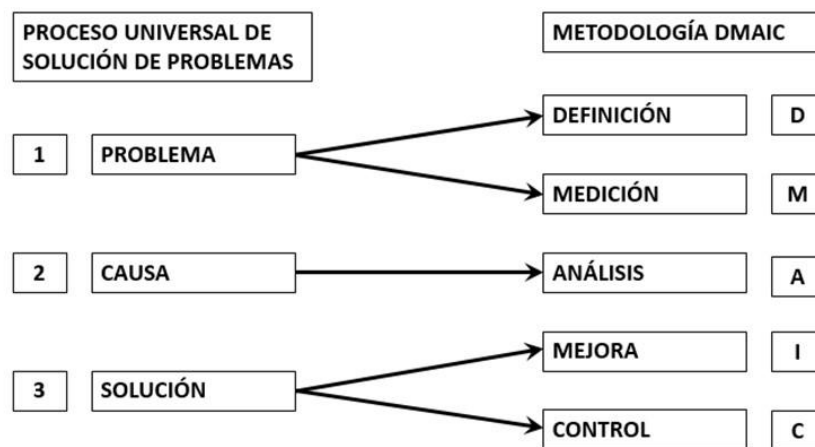 PROCESO UNIVERSAL DE
SOLUCIÓN DE PROBLEMAS
METODOLOGÍA DMAIC
1 PROBLEMA
DEFINICIÓN D
MEDICIÓN M
2 CAUSA ANÁLISIS A
3 SOLUCIÓN
MEJORA I
CONTROL C